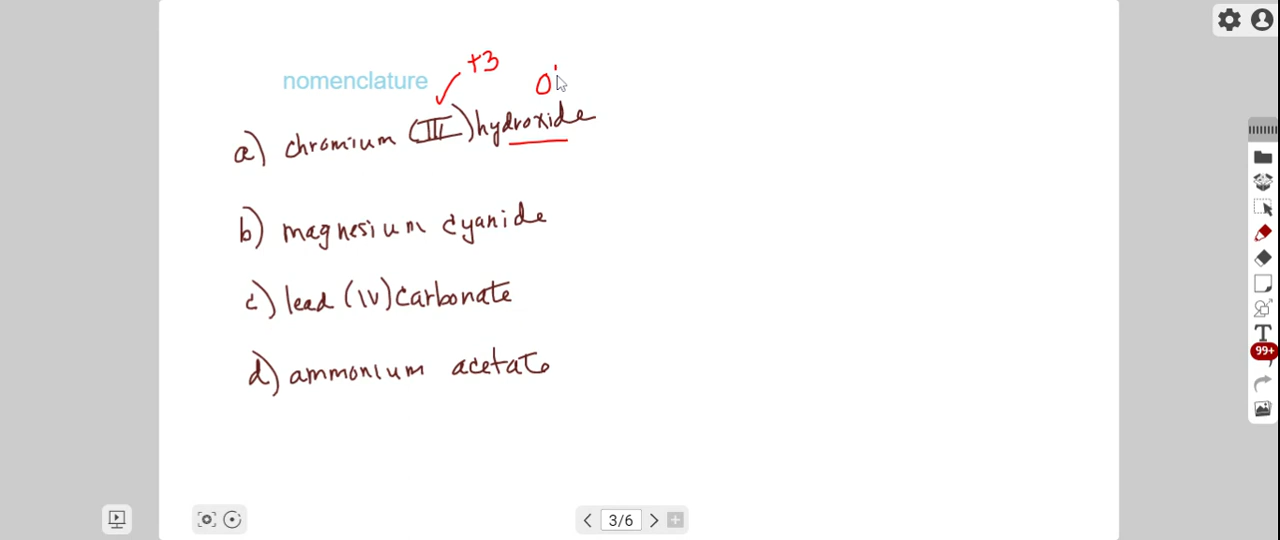 +3
nomenclature
a) chromium (III) hydroxide
b) magnesium cyanide
c) lead (IV) carbonate
d) ammonium acetate
3/6
T
99+